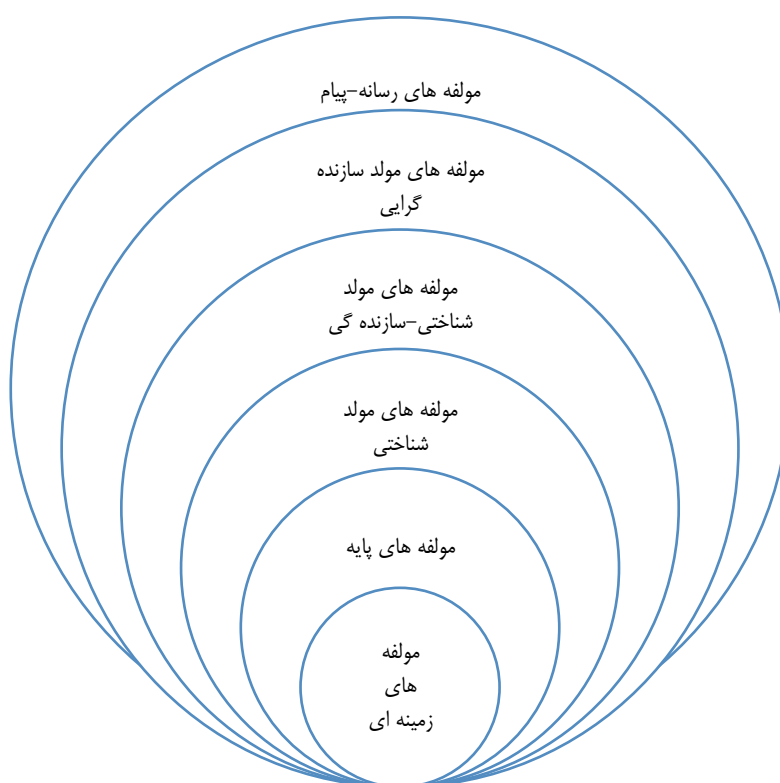 مولفه های رسانه-پیام
مولفه های مولد سازنده
گرایی
مولفه های مولد
شناختی-سازنده گی
مولفه های مولد
شناختی
مولفه های پایه
مولفه
های
زمینه ای